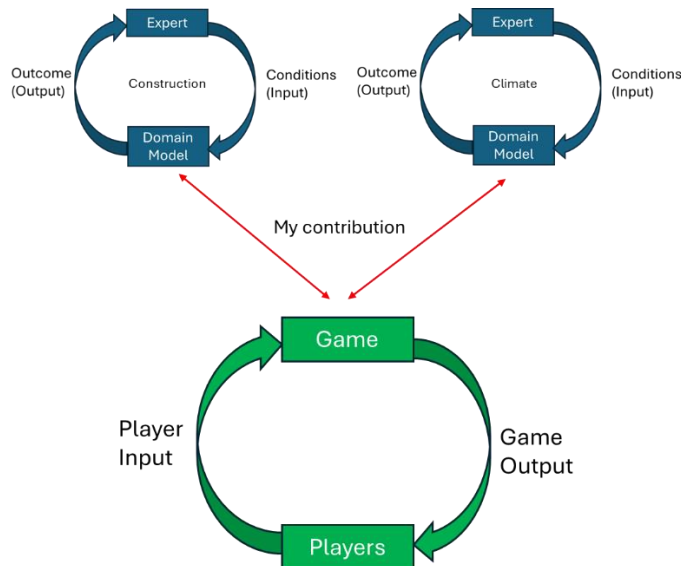 Expert
Outcome
(Output)
Construction
Conditions
(Input)
Domain
Model
Expert
Outcome
(Output)
Climate
Conditions
(Input)
Domain
Model
My contribution
Game
Player
Input
Game
Output
Players